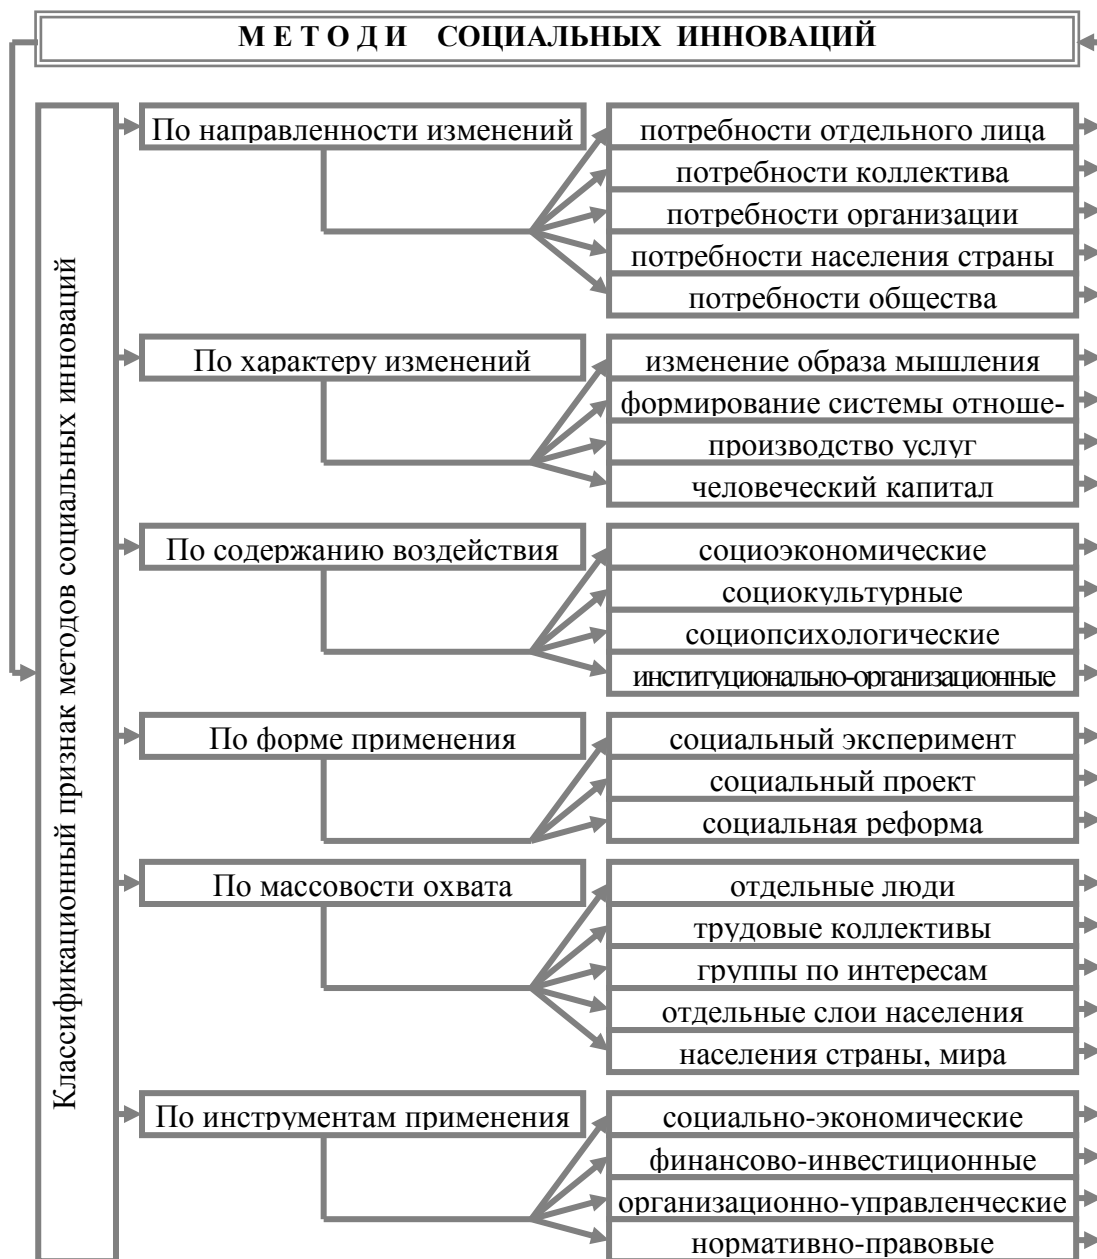 М Е Т О Д И СОЦИАЛЬНЫХ ИННОВАЦИЙ
Классификационный признак методов социальных инноваций
По направленности изменений
потребности отдельного лица
потребности коллектива
потребности организации
потребности населения страны
потребности общества
По характеру изменений
изменение образа мышления
формирование системы отноше-
производство услуг
человеческий капитал
По содержанию воздействия
социоэкономические
социокультурные
социопсихологические
институционально-организационные
По форме применения
социальный эксперимент
социальный проект
социальная реформа
По массовости охвата
отдельные люди
трудовые коллективы
группы по интересам
отдельные слои населения
населения страны, мира
По инструментам применения
социально-экономические
финансово-инвестиционные
организационно-управленческие
нормативно-правовые